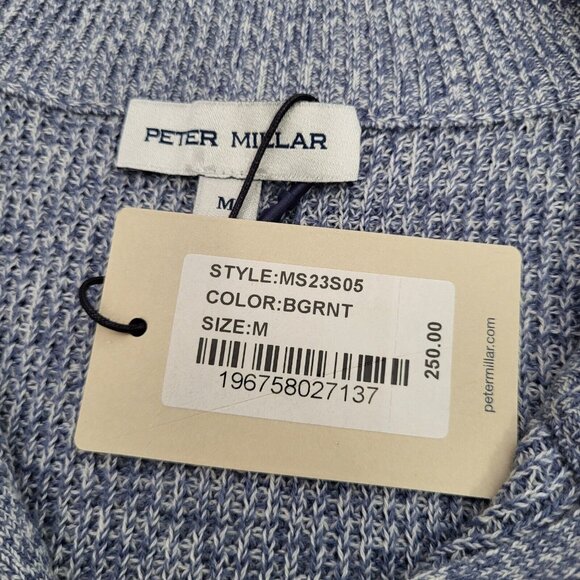 PETER MILLAR
M
STYLE:MS23S05
COLOR:BGRNT
SIZE:M
196758027137
250.00
petermillar.com